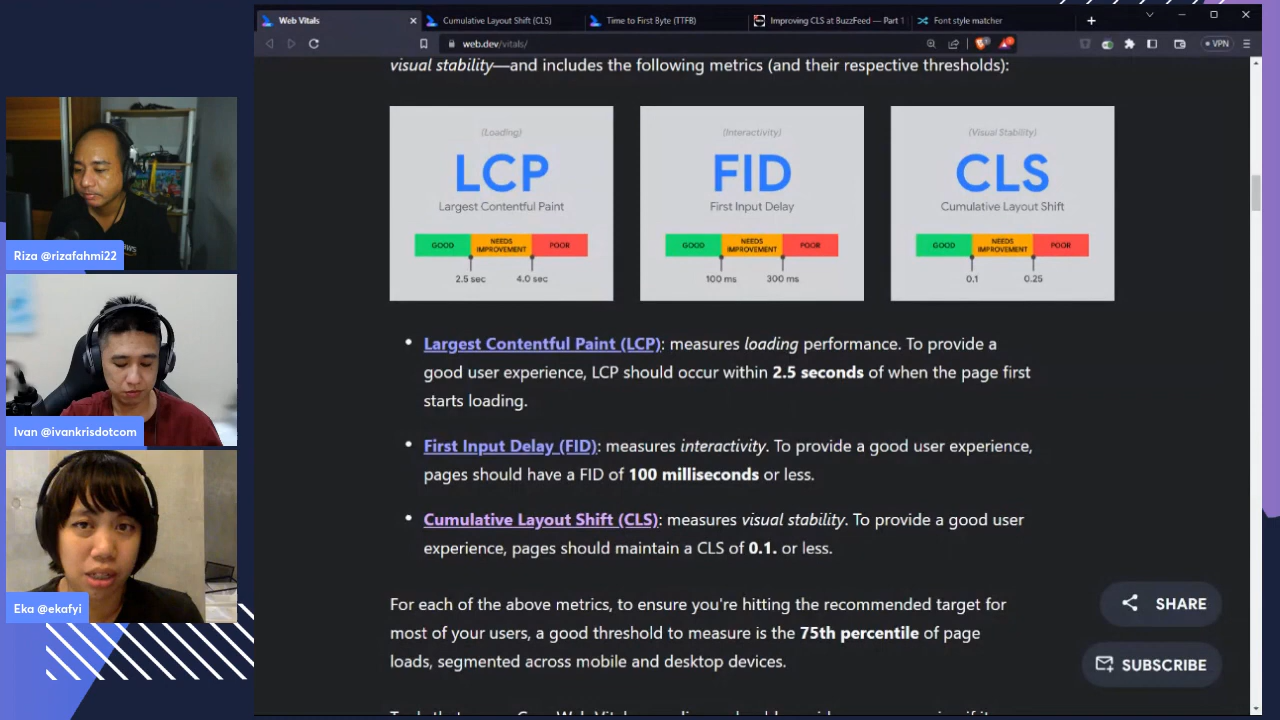 Web Vitals
Cumulative Layout Shift (CLS)
Time to First Byte (TTFB)
Improving CLS at BuzzFeed — Part 1
Font style matcher
web.dev/vitals/
VPN
visual stability—and includes the following metrics (and their respective thresholds):
(Loading)
LCP
Largest Contentful Paint
GOOD
NEEDS
IMPROVEMENT
POOR
2.5 sec
4.0 sec
(Interactivity)
FID
First Input Delay
GOOD
NEEDS
IMPROVEMENT
POOR
100 ms
300 ms
(Visual Stability)
CLS
Cumulative Layout Shift
GOOD
NEEDS
IMPROVEMENT
POOR
0.1
0.25
• Largest Contentful Paint (LCP): measures loading performance. To provide a
good user experience, LCP should occur within 2.5 seconds of when the page first
starts loading.
• First Input Delay (FID): measures interactivity. To provide a good user experience,
pages should have a FID of 100 milliseconds or less.
• Cumulative Layout Shift (CLS): measures visual stability. To provide a good user
experience, pages should maintain a CLS of 0.1. or less.
For each of the above metrics, to ensure you're hitting the recommended target for
most of your users, a good threshold to measure is the 75th percentile of page
loads, segmented across mobile and desktop devices.
SHARE
SUBSCRIBE
Riza @rizafahmi22
Ivan @ivankrisdotcom
Eka @ekafyi